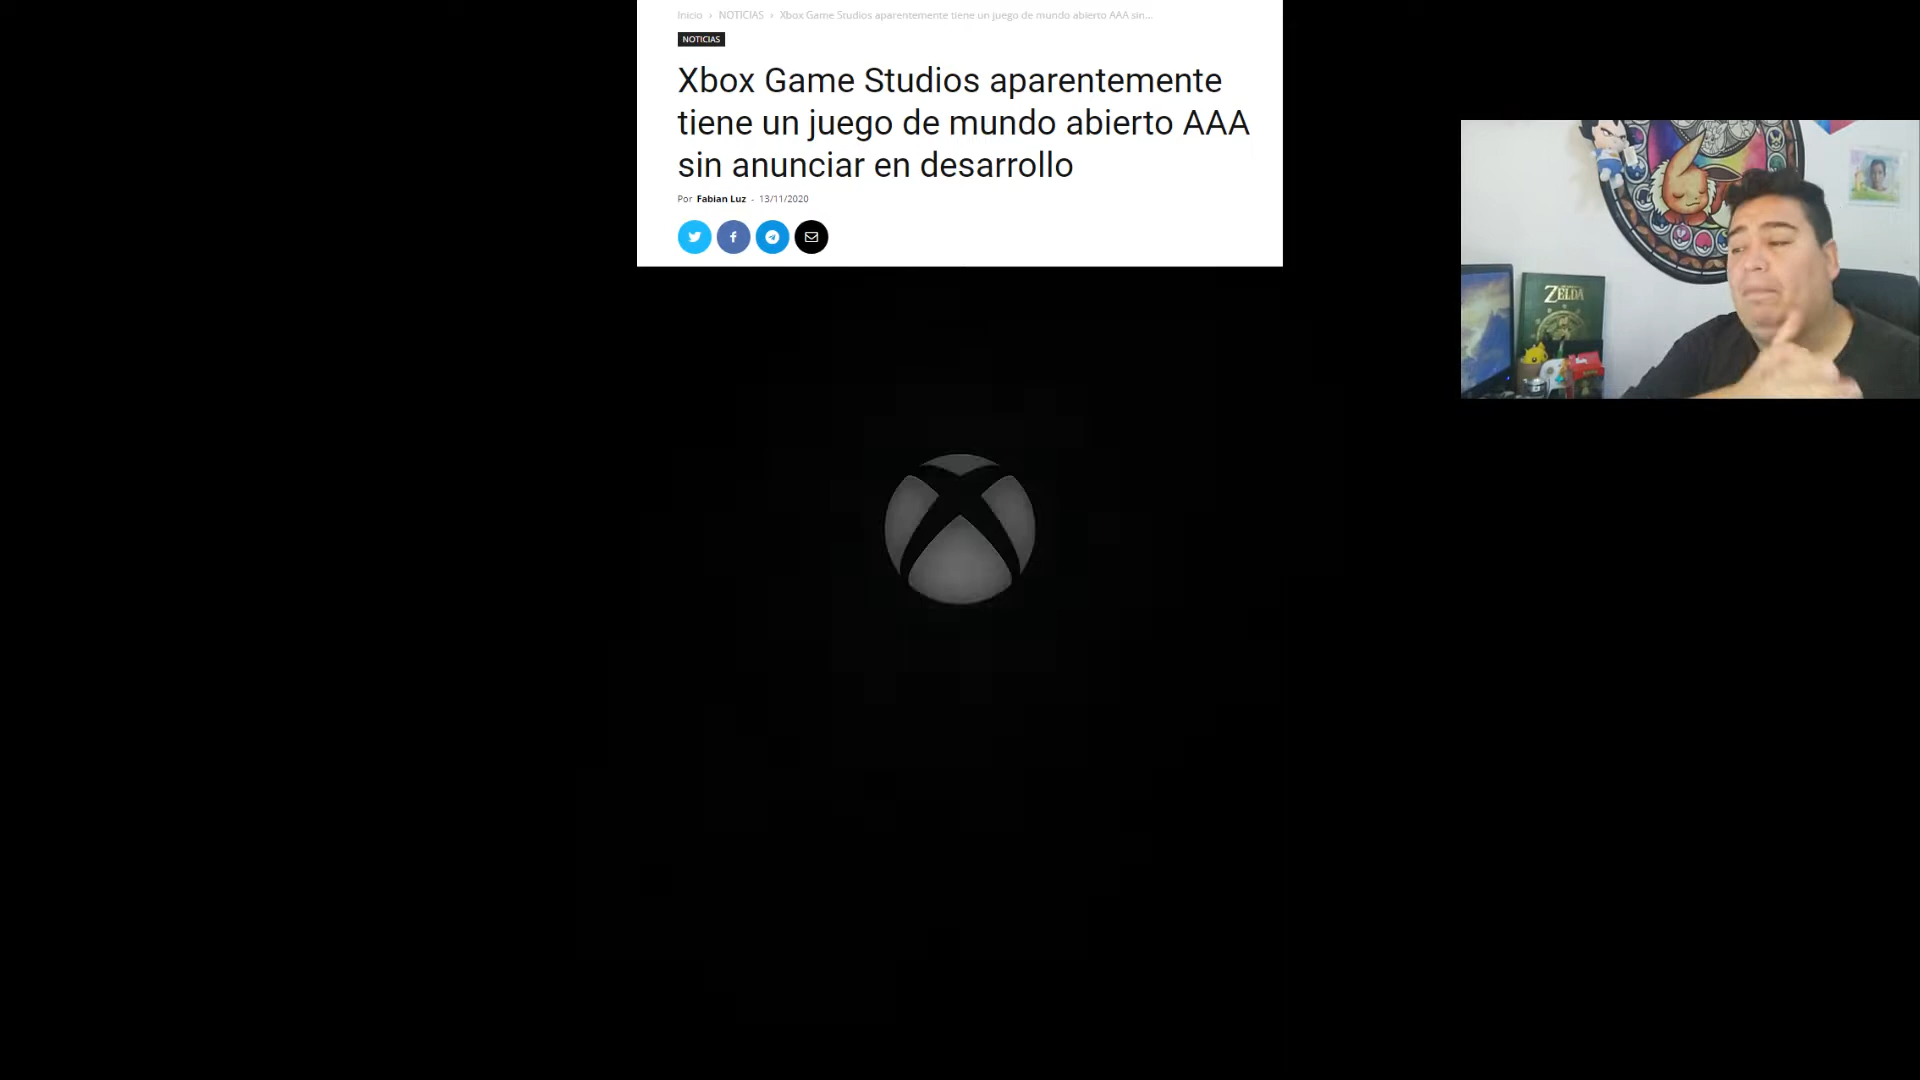 Inicio › NOTICIAS › Xbox Game Studios aparentemente tiene un juego de mundo abierto AAA sin...
NOTICIAS
Xbox Game Studios aparentemente
tiene un juego de mundo abierto AAA
sin anunciar en desarrollo
Por Fabian Luz - 13/11/2020
ZELDA